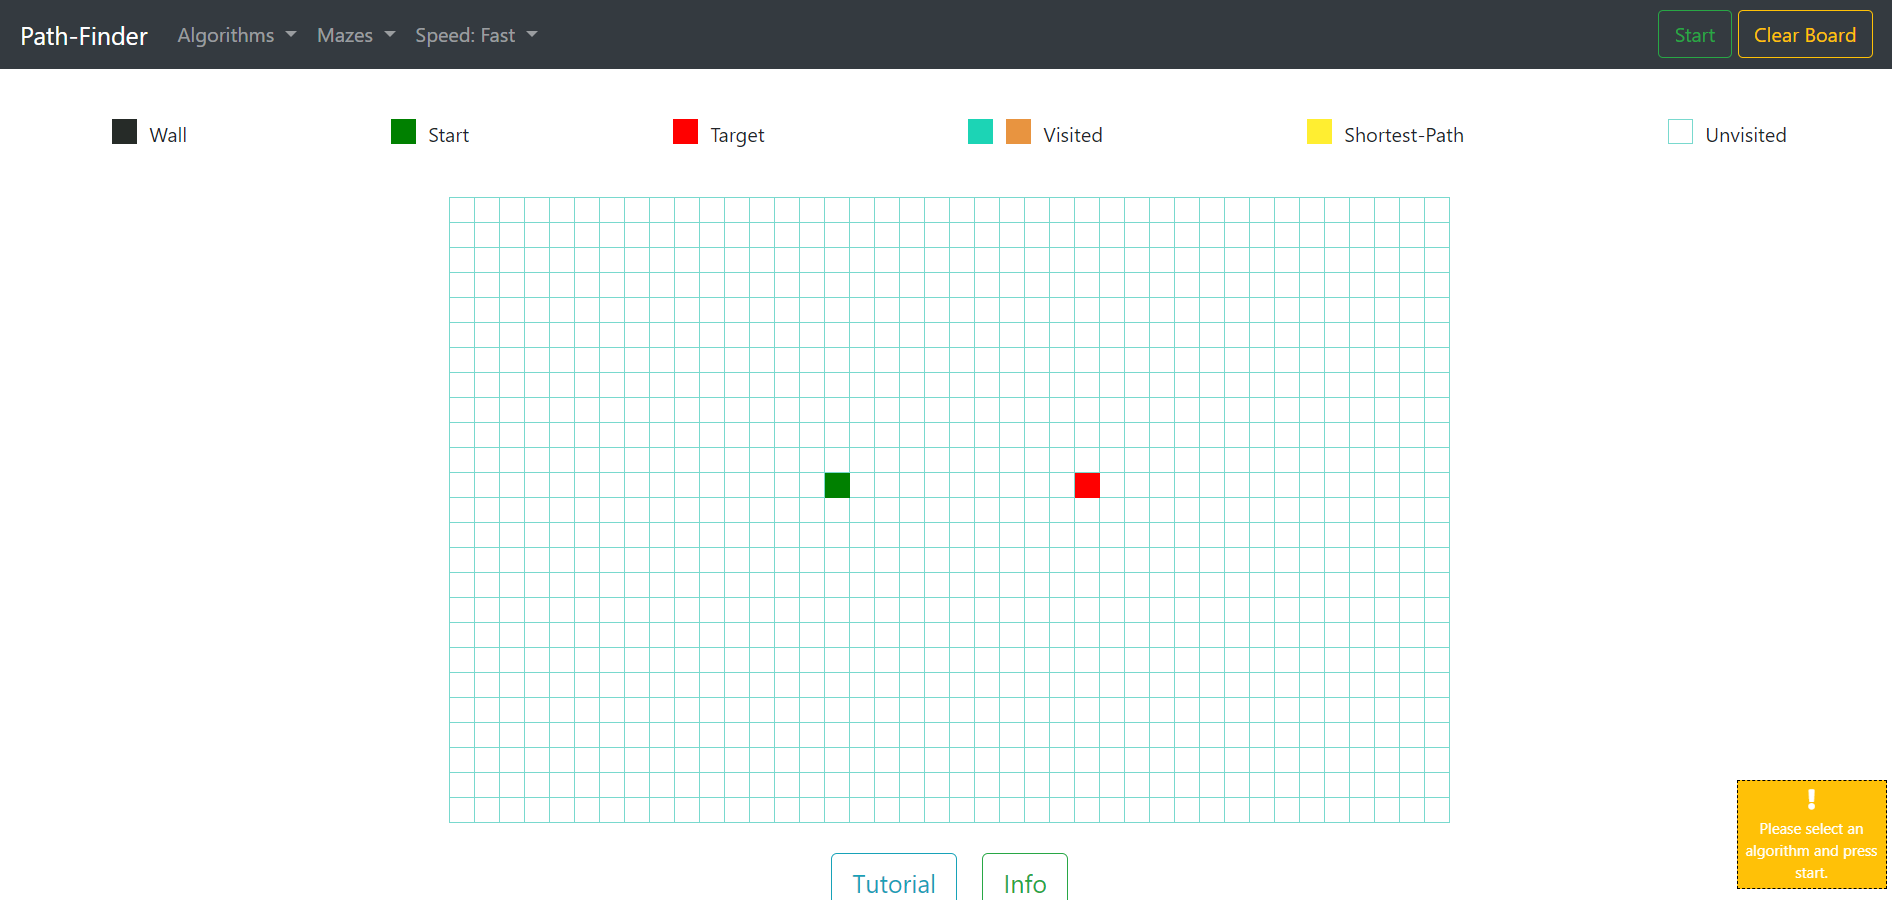 Path-Finder Algorithms Mazes Speed: Fast Start Clear Board
Wall Start Target Visited Shortest-Path Unvisited
!
Please select an
algorithm and press
start.
Tutorial Info